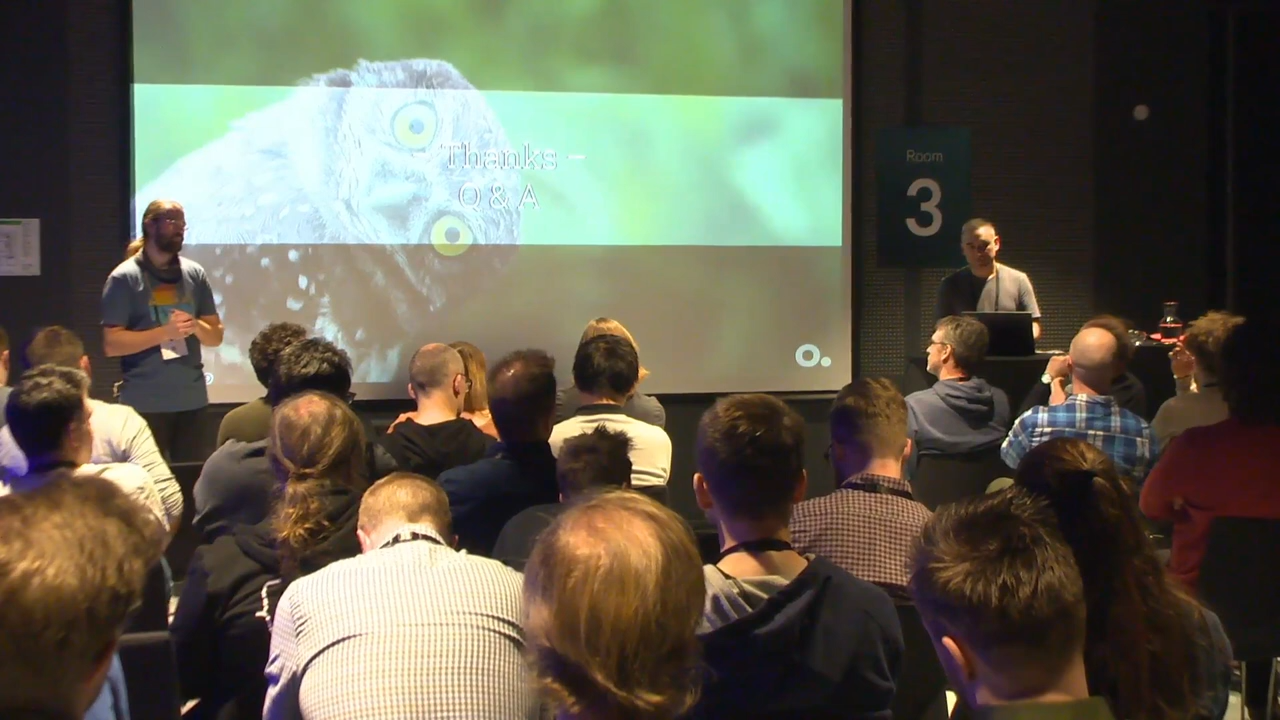 Thanks –
Q & A
o.
Room
3